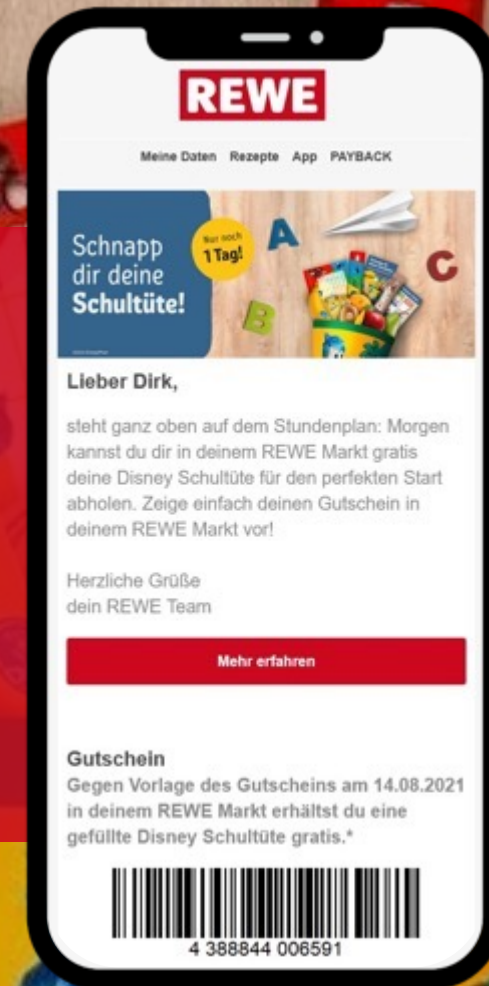 REWE
Meine Daten Rezepte App PAYBACK
Schnapp
dir deine
Schultüte!
Nur noch
1 Tag!
A
B
C
Lieber Dirk,
steht ganz oben auf dem Stundenplan: Morgen
kannst du dir in deinem REWE Markt gratis
deine Disney Schultüte für den perfekten Start
abholen. Zeige einfach deinen Gutschein in
deinem REWE Markt vor!
Herzliche Grüße
dein REWE Team
Mehr erfahren
Gutschein
Gegen Vorlage des Gutscheins am 14.08.2021
in deinem REWE Markt erhältst du eine
gefüllte Disney Schultüte gratis.*
4 388844 006591